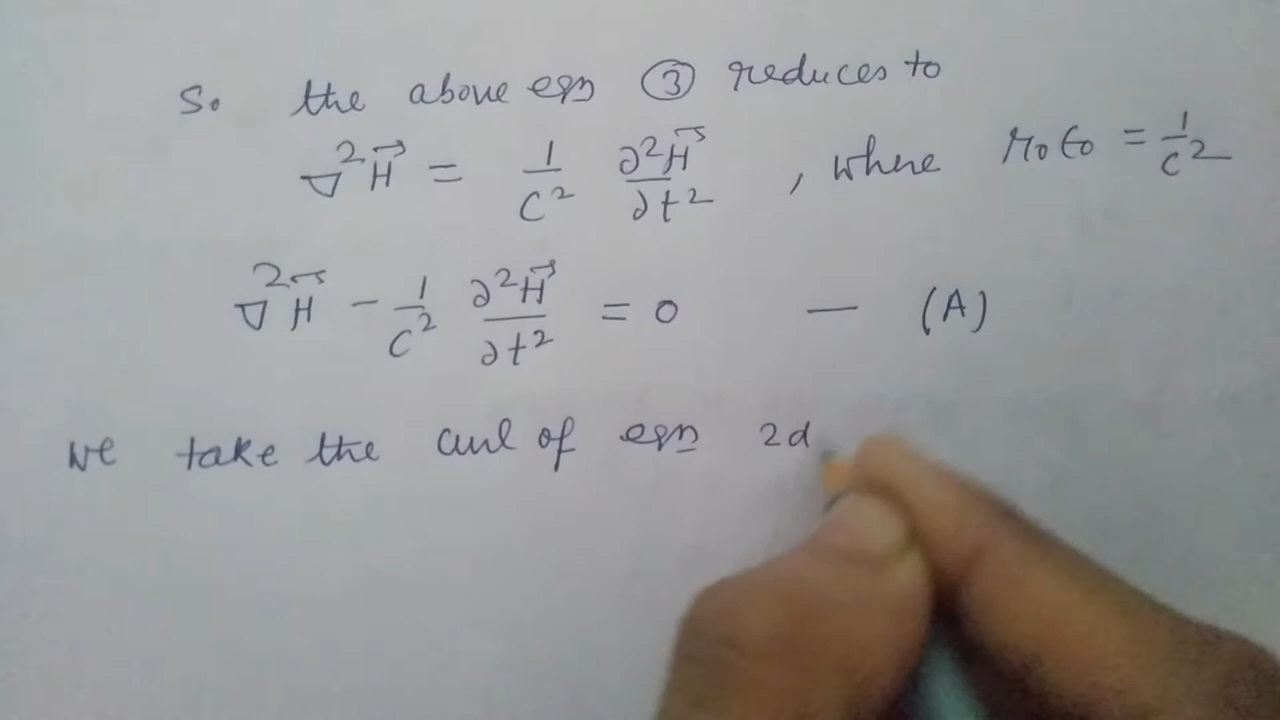 So the above eqn ③ reduces to
∇²H⃗ = 1/c² ∂²H⃗/∂t² , where μ₀ε₀ = 1/c²
∇²H⃗ - 1/c² ∂²H⃗/∂t² = 0 — (A)
we take the curl of eqn 2d